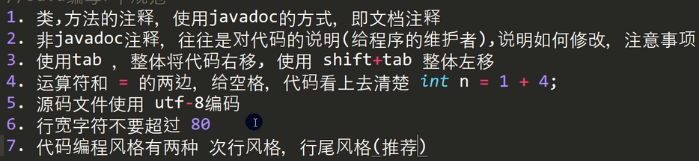 1. 类,方法的注释, 使用javadoc的方式, 即文档注释
2. 非javadoc注释, 往往是对代码的说明(给程序的维护者),说明如何修改, 注意事项
3. 使用tab , 整体将代码右移, 使用 shift+tab 整体左移
4. 运算符和 = 的两边, 给空格, 代码看上去清楚 int n = 1 + 4;
5. 源码文件使用 utf-8编码
6. 行宽字符不要超过 80
7. 代码编程风格有两种 次行风格, 行尾风格(推荐)